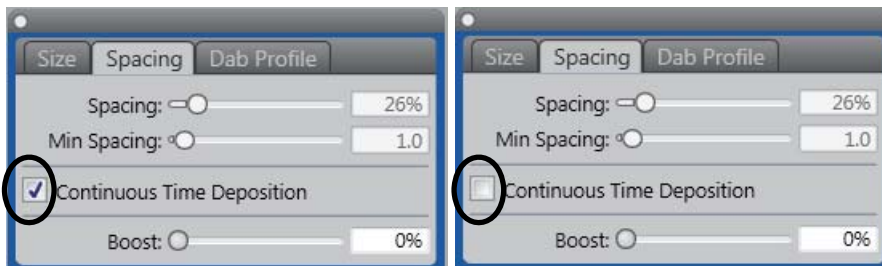 Size Spacing Dab Profile
Spacing: 26%
Min Spacing: 1.0
Continuous Time Deposition
Boost: 0%
Size Spacing Dab Profile
Spacing: 26%
Min Spacing: 1.0
Continuous Time Deposition
Boost: 0%